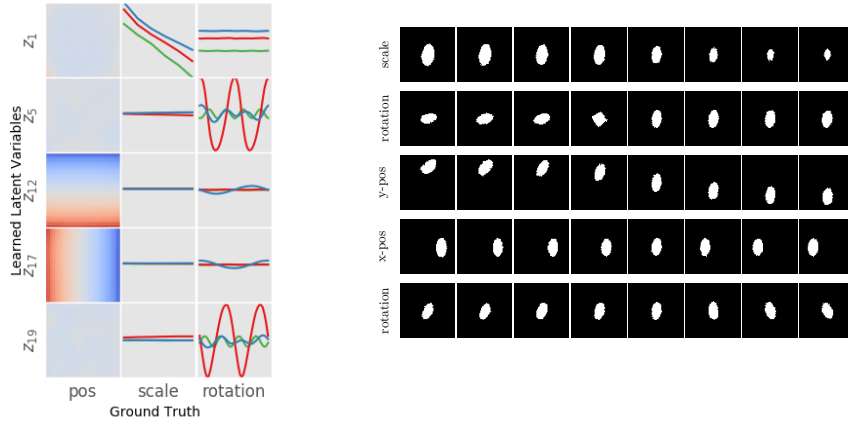 Learned Latent Variables
Z1
Z5
Z12
Z17
Z19
pos scale rotation
Ground Truth
scale
rotation
y-pos
x-pos
rotation